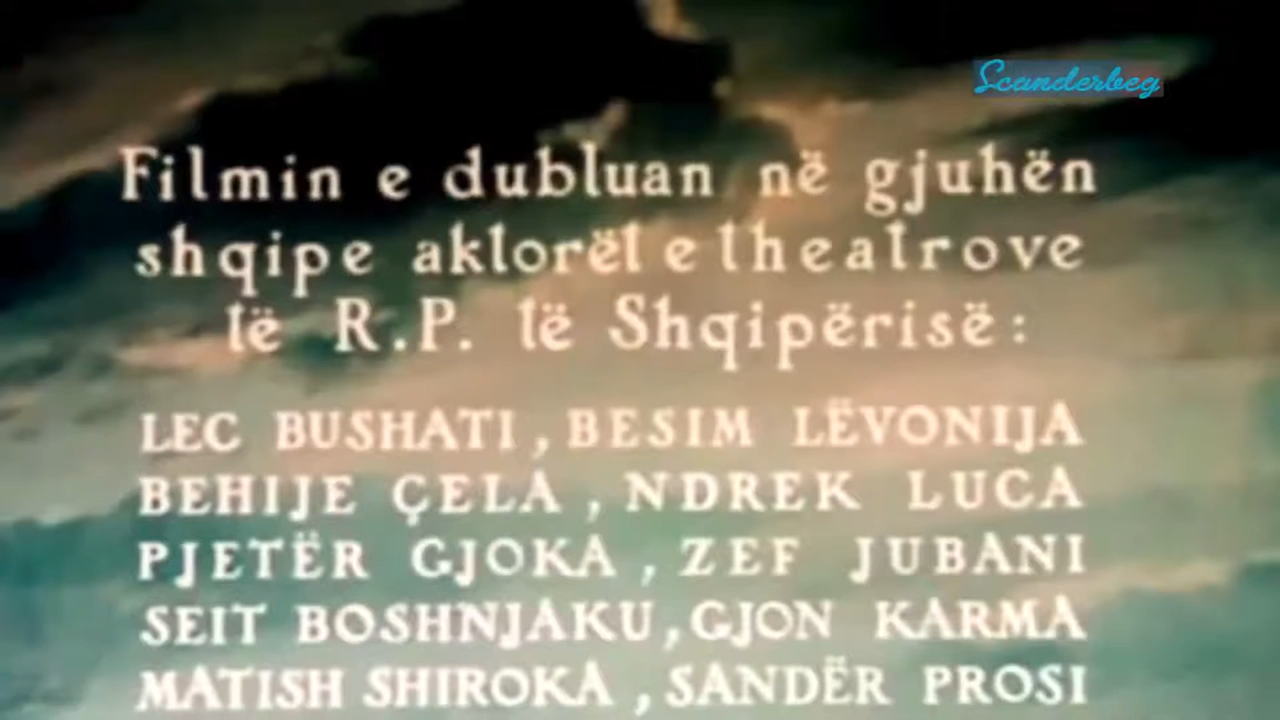 Scanderbeg
Filmin e dubluan në gjuhën
shqipe aktorët e theatrove
të R.P. të Shqipërisë:
LEC BUSHATI, BESIM LËVONIJA
BEHIJE ÇELA, NDREK LUCA
PJETËR GJOKA, ZEF JUBANI
SEIT BOSHNJAKU, GJON KARMA
MATISH SHIROKA, SANDËR PROSI